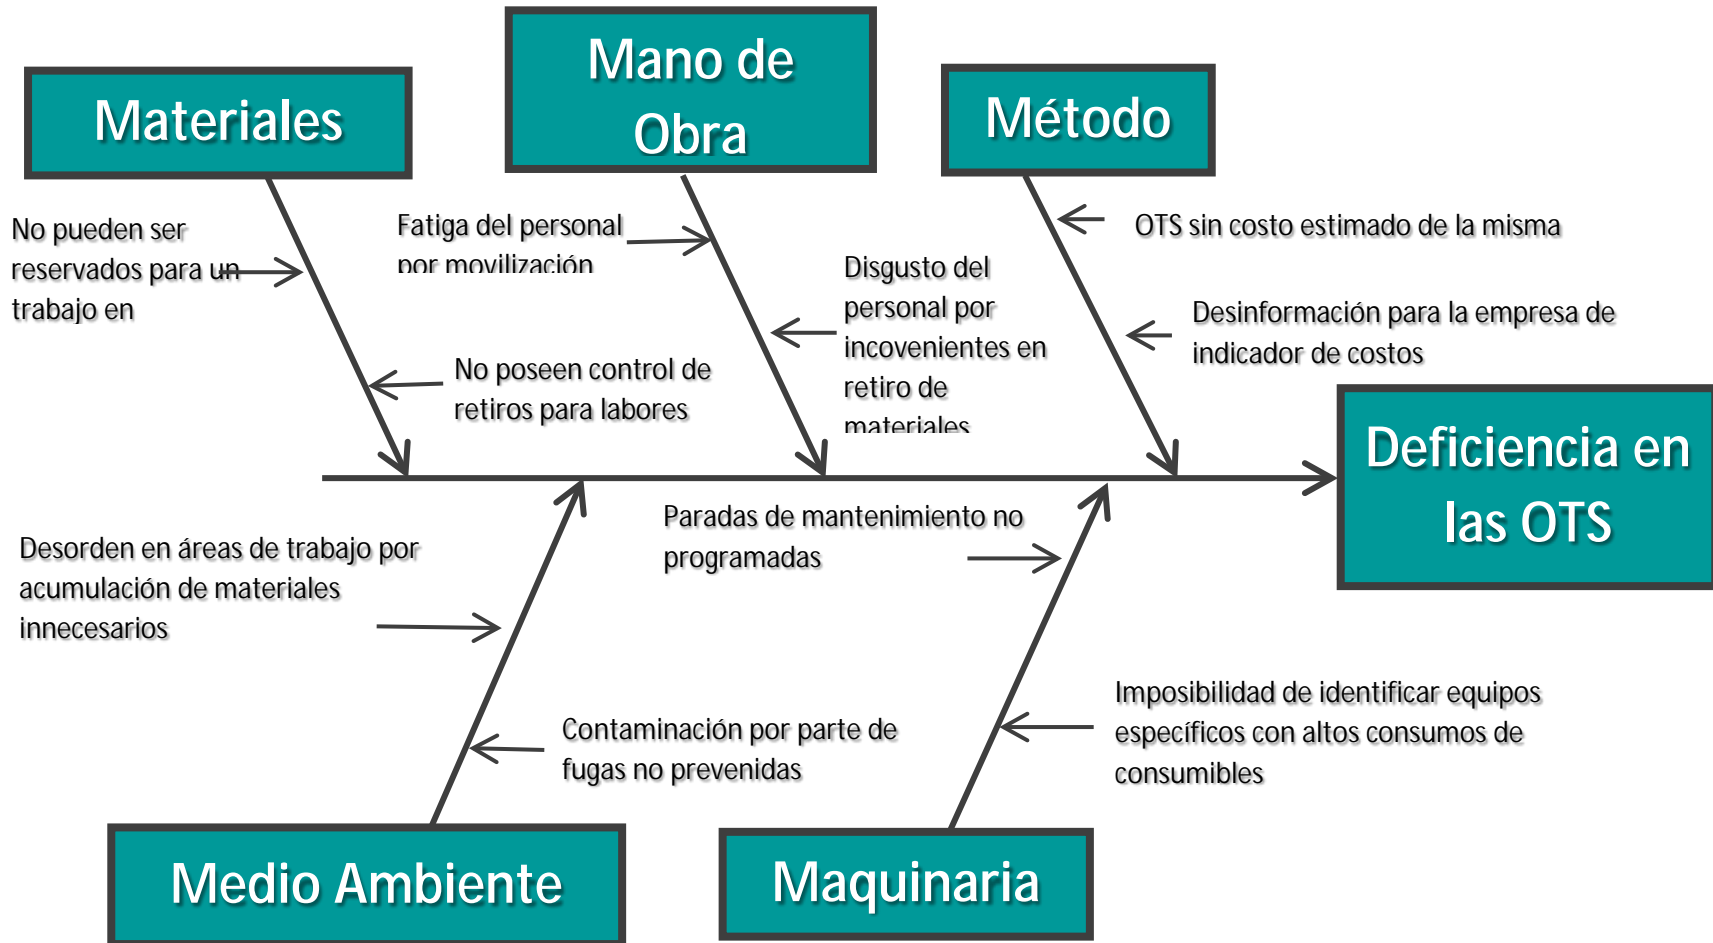 Materiales
Mano de
Obra
Método
No pueden ser
reservados para un
trabajo en
No poseen control de
retiros para labores
Fatiga del personal
por movilización
Disgusto del
personal por
incovenientes en
retiro de
materiales
OTS sin costo estimado de la misma
Desinformación para la empresa de
indicador de costos
Deficiencia en
las OTS
Desorden en áreas de trabajo por
acumulación de materiales
innecesarios
Contaminación por parte de
fugas no prevenidas
Paradas de mantenimiento no
programadas
Imposibilidad de identificar equipos
específicos con altos consumos de
consumibles
Medio Ambiente
Maquinaria